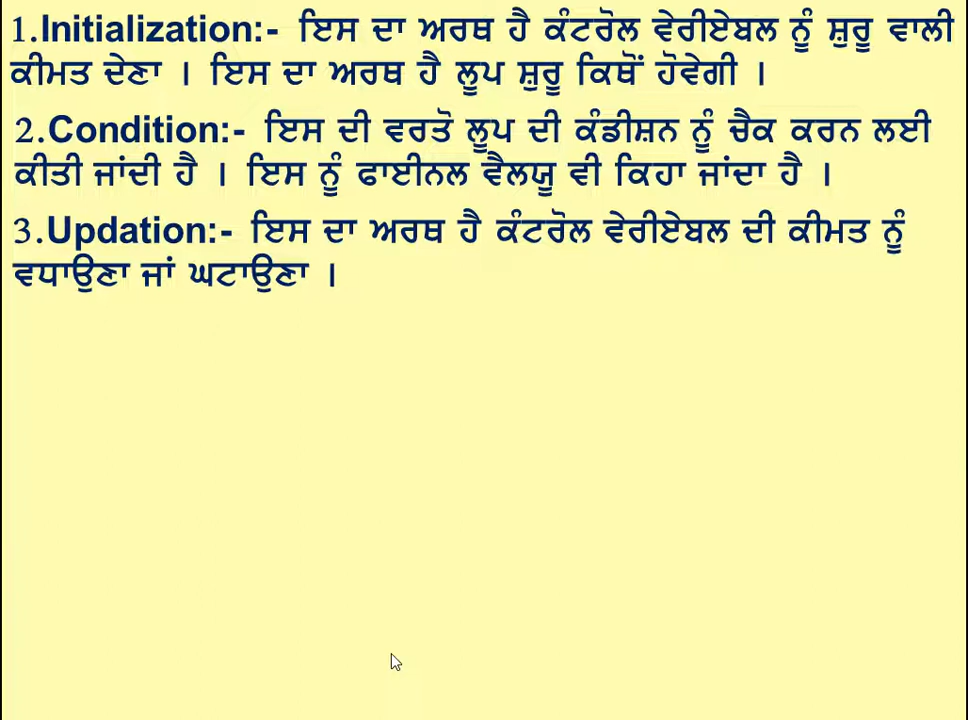 1.Initialization:- ਇਸ ਦਾ ਅਰਥ ਹੈ ਕੰਟਰੋਲ ਵੇਰੀਏਬਲ ਨੂੰ ਸ਼ੁਰੂ ਵਾਲੀ
ਕੀਮਤ ਦੇਣਾ । ਇਸ ਦਾ ਅਰਥ ਹੈ ਲੂਪ ਸ਼ੁਰੂ ਕਿਥੋਂ ਹੋਵੇਗੀ ।
2.Condition:- ਇਸ ਦੀ ਵਰਤੋ ਲੂਪ ਦੀ ਕੰਡੀਸ਼ਨ ਨੂੰ ਚੈਕ ਕਰਨ ਲਈ
ਕੀਤੀ ਜਾਂਦੀ ਹੈ । ਇਸ ਨੂੰ ਫਾਈਨਲ ਵੈਲਯੂ ਵੀ ਕਿਹਾ ਜਾਂਦਾ ਹੈ ।
3.Updation:- ਇਸ ਦਾ ਅਰਥ ਹੈ ਕੰਟਰੋਲ ਵੇਰੀਏਬਲ ਦੀ ਕੀਮਤ ਨੂੰ
ਵਧਾਉਣਾ ਜਾਂ ਘਟਾਉਣਾ ।